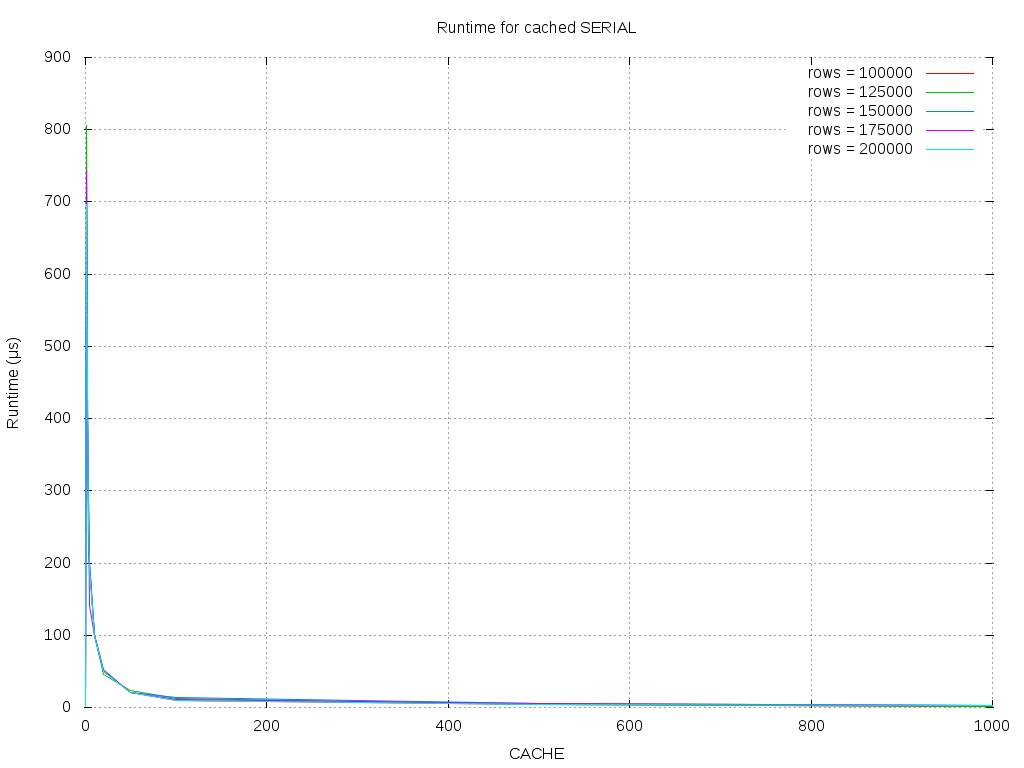 Runtime for cached SERIAL
rows = 100000
rows = 125000
rows = 150000
rows = 175000
rows = 200000
900
800
700
600
500
400
300
200
100
0
Runtime (µs)
0 200 400 600 800 1000
CACHE